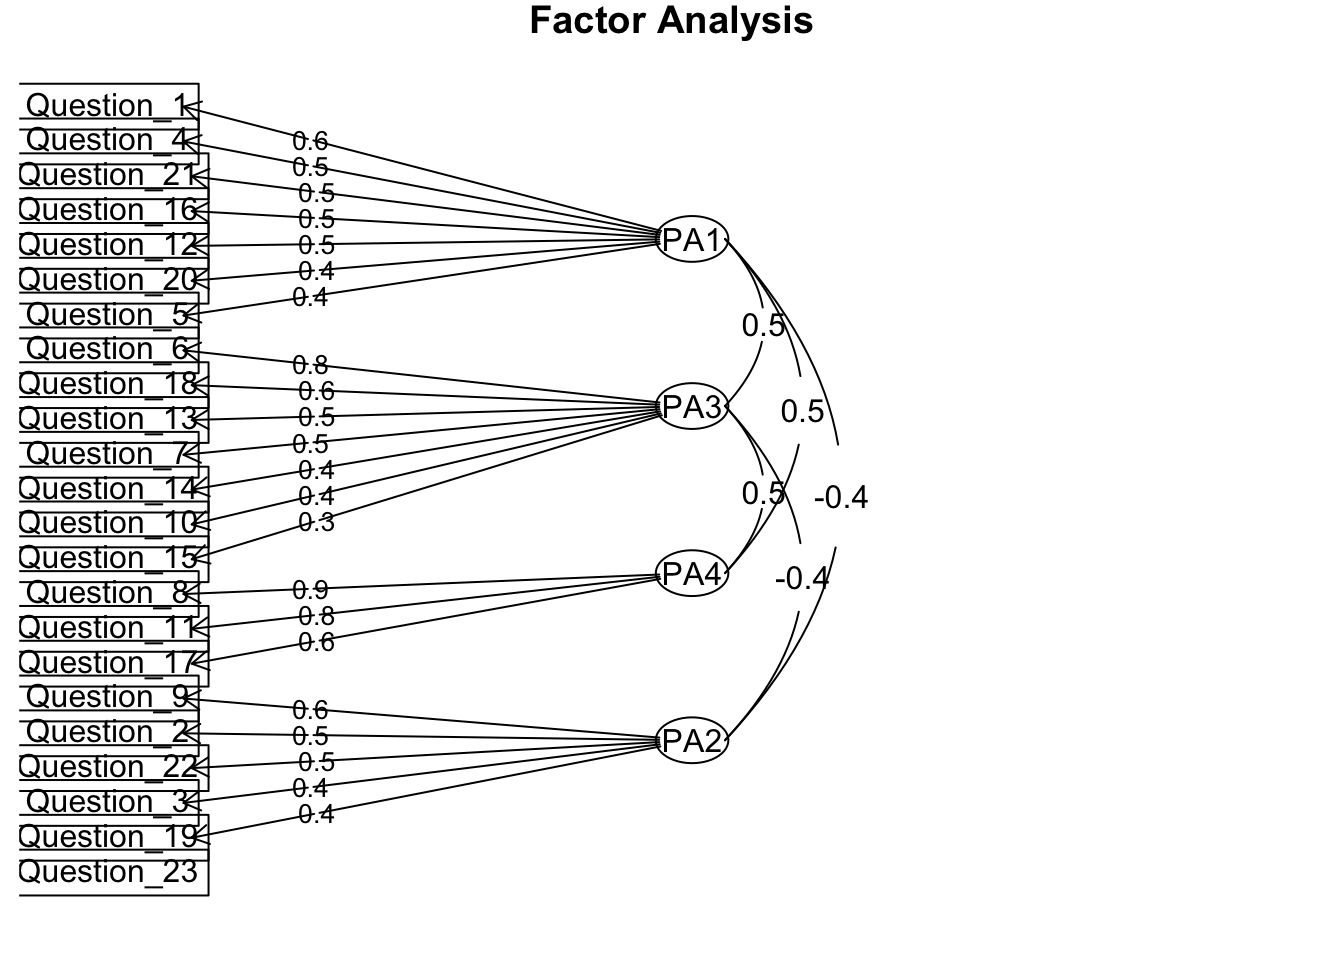 Factor Analysis
Question_1
Question_4
Question_21
Question_16
Question_12
Question_20
Question_5
Question_6
Question_18
Question_13
Question_7
Question_14
Question_10
Question_15
Question_8
Question_11
Question_17
Question_9
Question_2
Question_22
Question_3
Question_19
Question_23
0.6
0.5
0.5
0.5
0.5
0.4
0.4
0.8
0.6
0.5
0.5
0.4
0.4
0.3
0.9
0.8
0.6
0.6
0.5
0.5
0.4
0.4
PA1
PA3
PA4
PA2
0.5
0.5
0.5
-0.4
-0.4